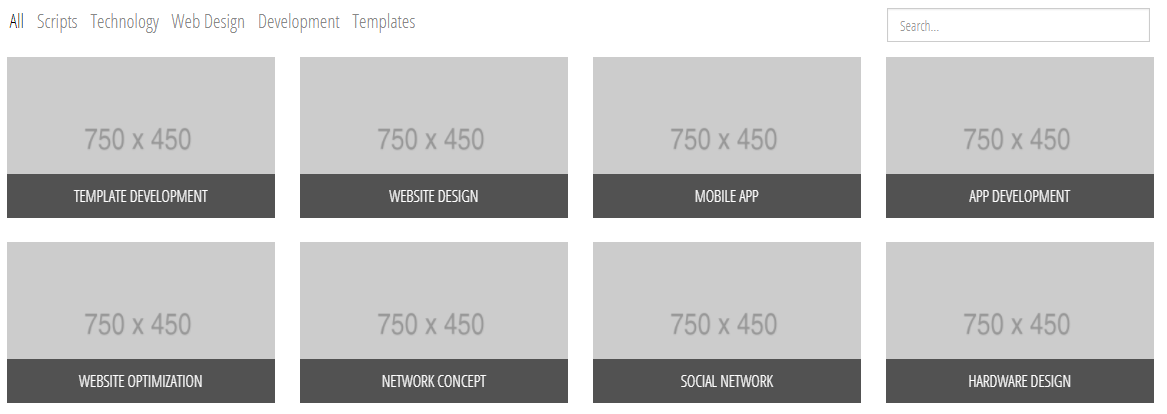 All Scripts Technology Web Design Development Templates Search...
750 x 450 750 x 450 750 x 450 750 x 450
TEMPLATE DEVELOPMENT WEBSITE DESIGN MOBILE APP APP DEVELOPMENT
750 x 450 750 x 450 750 x 450 750 x 450
WEBSITE OPTIMIZATION NETWORK CONCEPT SOCIAL NETWORK HARDWARE DESIGN